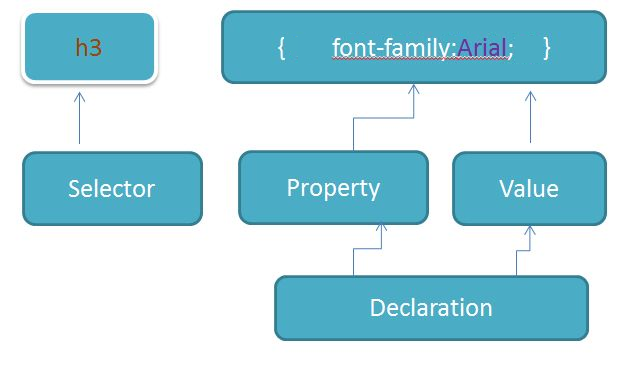 h3
{ font-family:Arial; }
Selector
Property
Value
Declaration